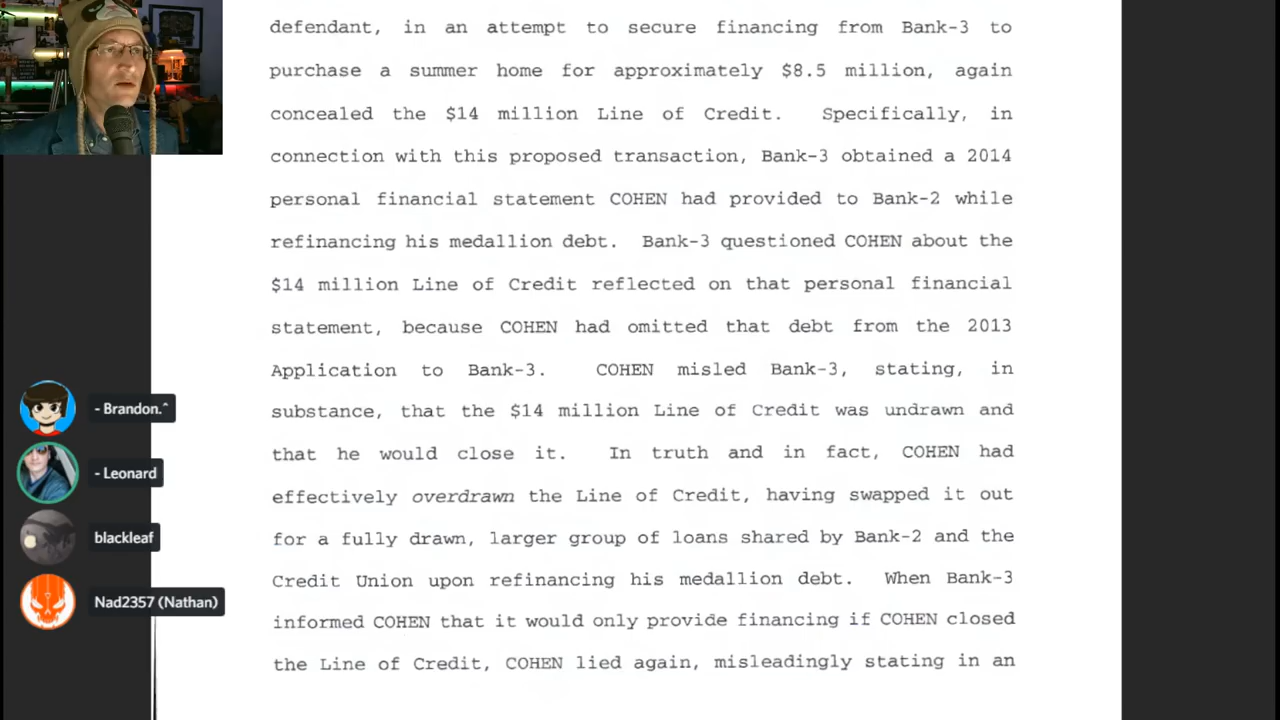 defendant, in an attempt to secure financing from Bank-3 to
purchase a summer home for approximately $8.5 million, again
concealed the $14 million Line of Credit. Specifically, in
connection with this proposed transaction, Bank-3 obtained a 2014
personal financial statement COHEN had provided to Bank-2 while
refinancing his medallion debt. Bank-3 questioned COHEN about the
$14 million Line of Credit reflected on that personal financial
statement, because COHEN had omitted that debt from the 2013
Application to Bank-3. COHEN misled Bank-3, stating, in
substance, that the $14 million Line of Credit was undrawn and
that he would close it. In truth and in fact, COHEN had
effectively overdrawn the Line of Credit, having swapped it out
for a fully drawn, larger group of loans shared by Bank-2 and the
Credit Union upon refinancing his medallion debt. When Bank-3
informed COHEN that it would only provide financing if COHEN closed
the Line of Credit, COHEN lied again, misleadingly stating in an
- Brandon.^
- Leonard
blackleaf
Nad2357 (Nathan)